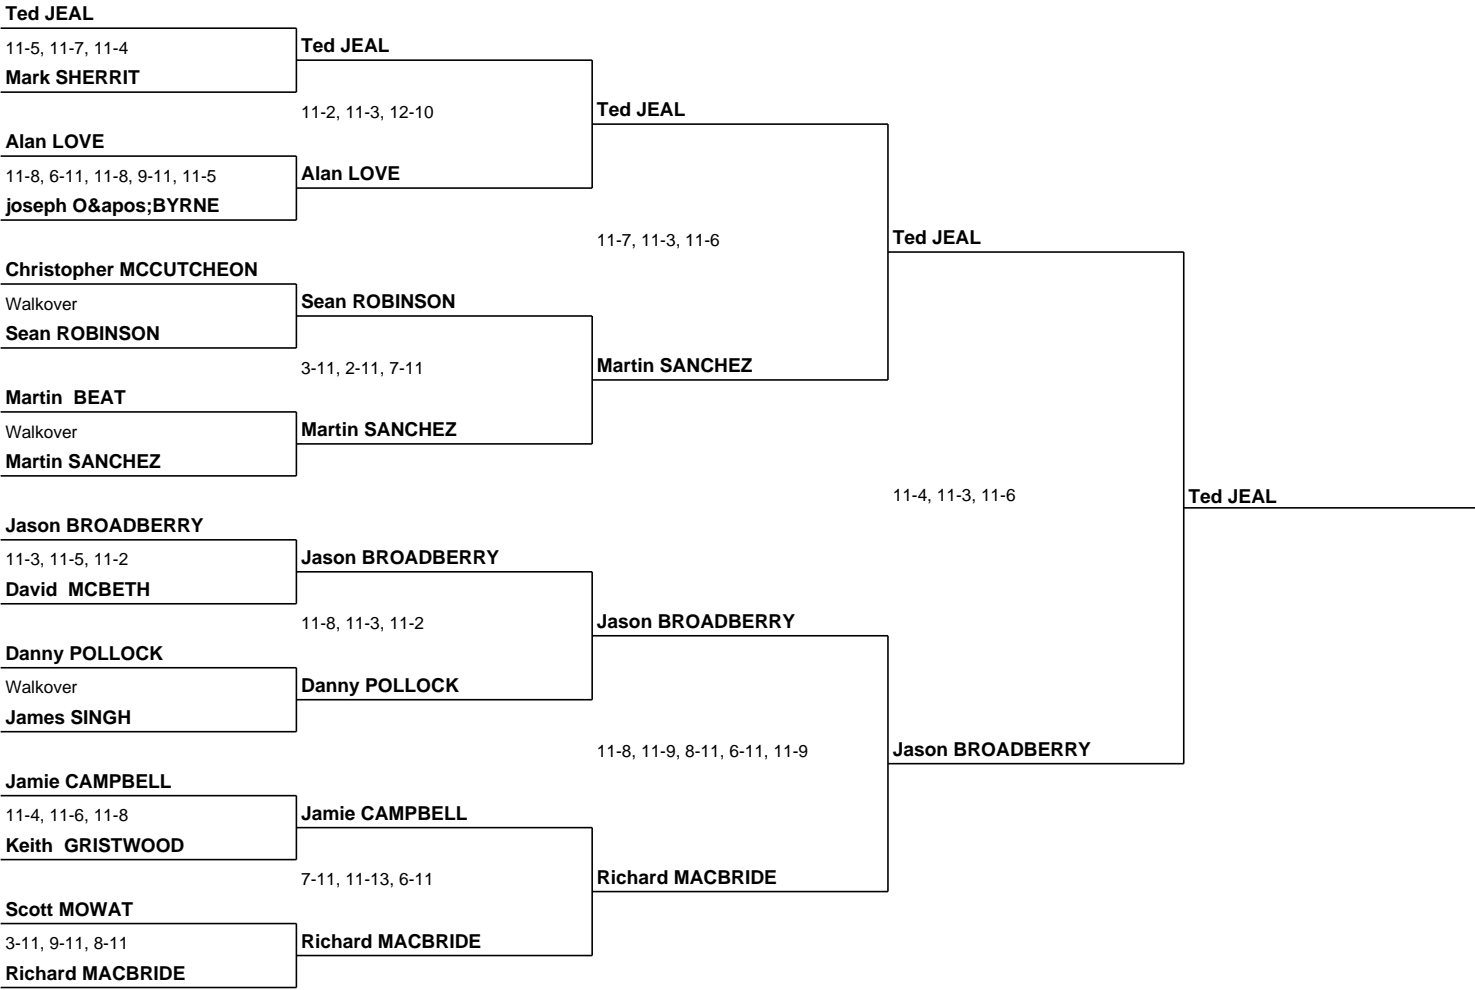 Ted JEAL
11-5, 11-7, 11-4
Mark SHERRIT
Alan LOVE
11-8, 6-11, 11-8, 9-11, 11-5
joseph O&apos;BYRNE
Christopher MCCUTCHEON
Walkover
Sean ROBINSON
Martin  BEAT
Walkover
Martin SANCHEZ
Jason BROADBERRY
11-3, 11-5, 11-2
David  MCBETH
Danny POLLOCK
Walkover
James SINGH
Jamie CAMPBELL
11-4, 11-6, 11-8
Keith  GRISTWOOD
Scott MOWAT
3-11, 9-11, 8-11
Richard MACBRIDE
Ted JEAL
11-2, 11-3, 12-10
Alan LOVE
Sean ROBINSON
3-11, 2-11, 7-11
Martin SANCHEZ
Jason BROADBERRY
11-8, 11-3, 11-2
Danny POLLOCK
Jamie CAMPBELL
7-11, 11-13, 6-11
Richard MACBRIDE
Ted JEAL
11-7, 11-3, 11-6
Martin SANCHEZ
Jason BROADBERRY
11-8, 11-9, 8-11, 6-11, 11-9
Richard MACBRIDE
Ted JEAL
11-4, 11-3, 11-6
Jason BROADBERRY
Ted JEAL